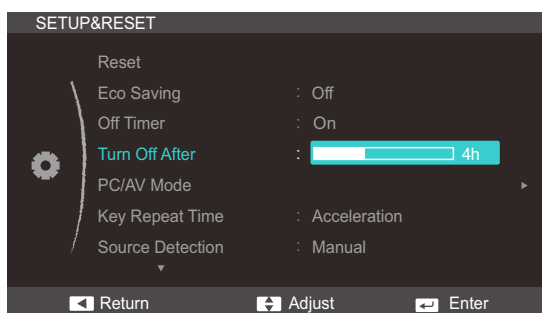 SETUP&RESET
Reset
Eco Saving : Off
Off Timer : On
Turn Off After : 4h
PC/AV Mode
Key Repeat Time : Acceleration
Source Detection : Manual
Return Adjust Enter